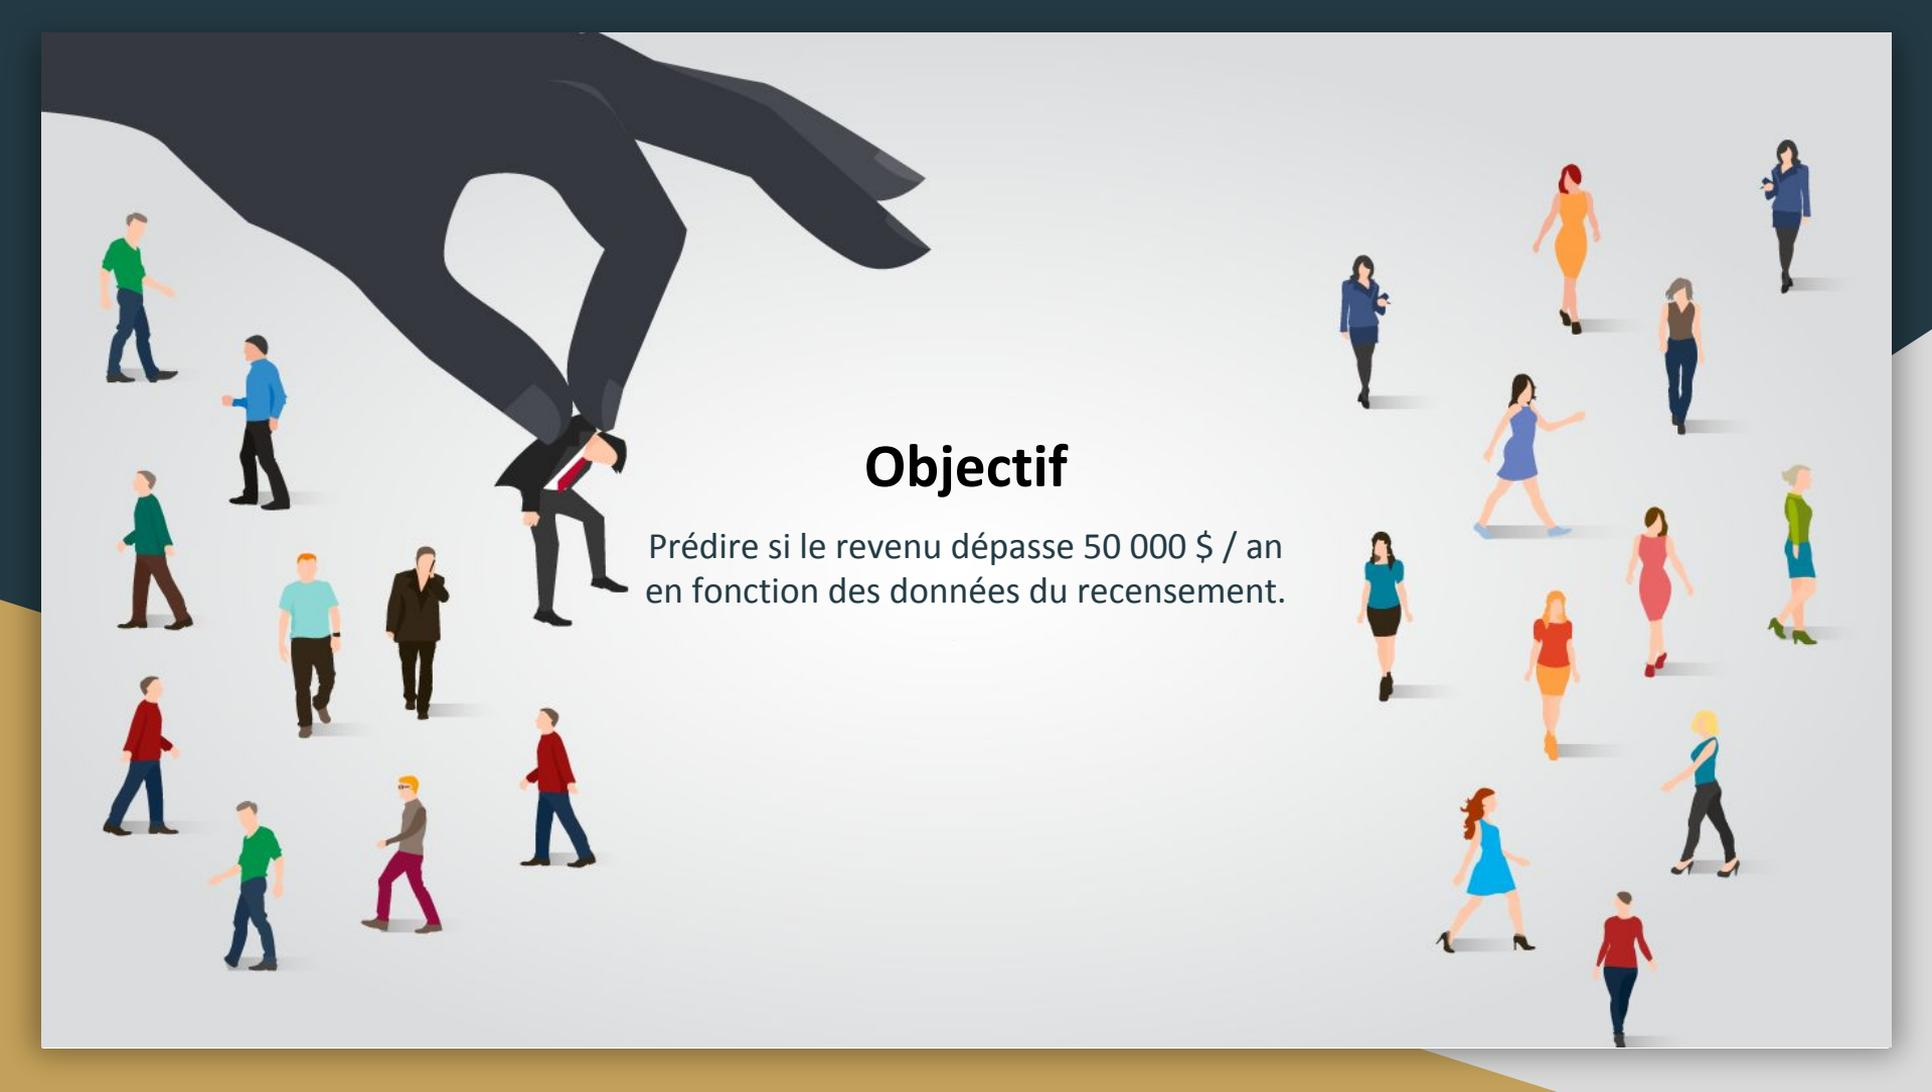 Objectif
Prédire si le revenu dépasse 50 000 $ / an
en fonction des données du recensement.